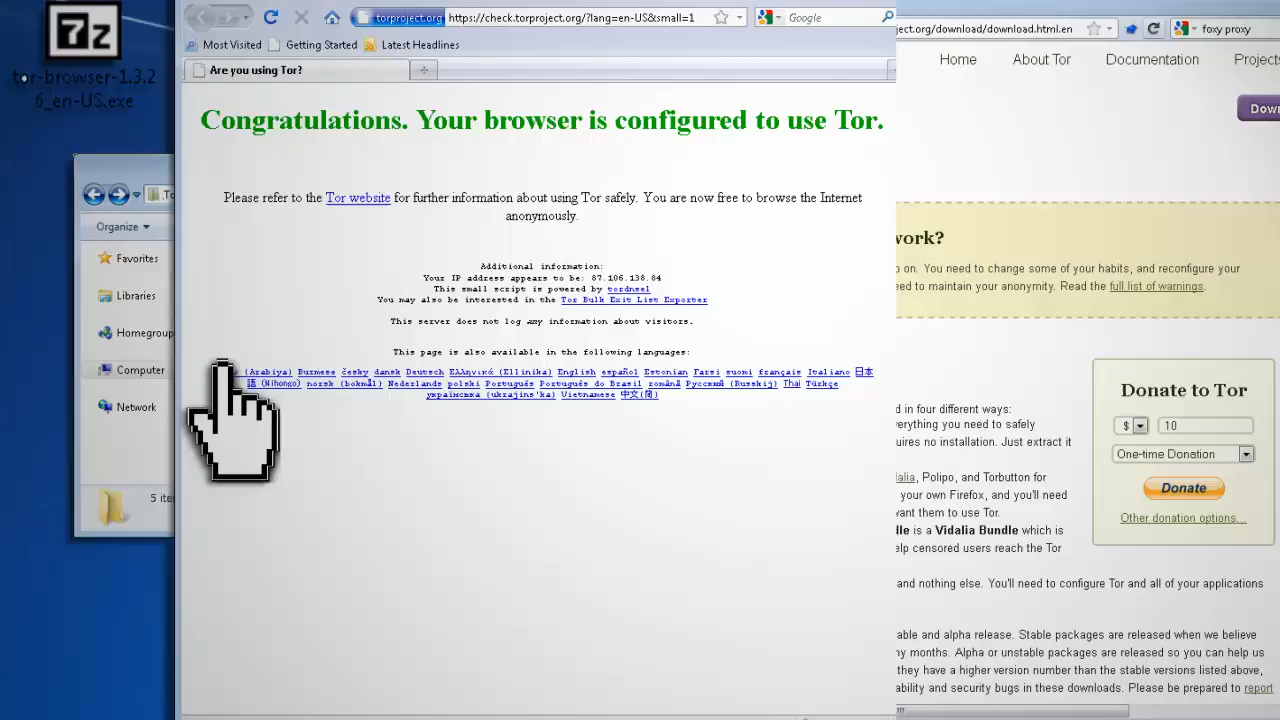 tor-browser-1.3.2
6_en-US.exe
Organize
Favorites
Libraries
Homegroup
Computer
Network
torproject.org
https://check.torproject.org/?lang=en-US&small=1
Google
Most Visited
Getting Started
Latest Headlines
Are you using Tor?
Congratulations. Your browser is configured to use Tor.
Please refer to the Tor website for further information about using Tor safely. You are now free to browse the Internet
anonymously.
Additional information:
Your IP address appears to be: 87.106.138.84
This small script is powered by tordnsel
You may also be interested in the Tor Bulk Exit List Exporter
This server does not log any information about visitors.
This page is also available in the following languages:
(Arabiya) Burmese česky dansk Deutsch Ελληνικά (Ellinika) English español Estonian Farsi suomi français Italiano 日本
語 (Nihongo) norsk (bokmål) Nederlands polski Português Português do Brasil română Русский (Russkij) Thai Türkçe
українська (ukrajins'ka) Vietnamese 中文(简)
ject.org/download/download.html.en
foxy proxy
Home
About Tor
Documentation
Projects
work?
o on. You need to change some of your habits, and reconfigure your
eed to maintain your anonymity. Read the full list of warnings.
Donate to Tor
$
10
One-time Donation
Donate
Other donation options...
d in four different ways:
verything you need to safely
uires no installation. Just extract it
dalia, Polipo, and Torbutton for
your own Firefox, and you'll need
want them to use Tor.
dle is a Vidalia Bundle which is
elp censored users reach the Tor
and nothing else. You'll need to configure Tor and all of your applications
able and alpha release. Stable packages are released when we believe
ny months. Alpha or unstable packages are released so you can help us
they have a higher version number than the stable versions listed above,
ability and security bugs in these downloads. Please be prepared to report